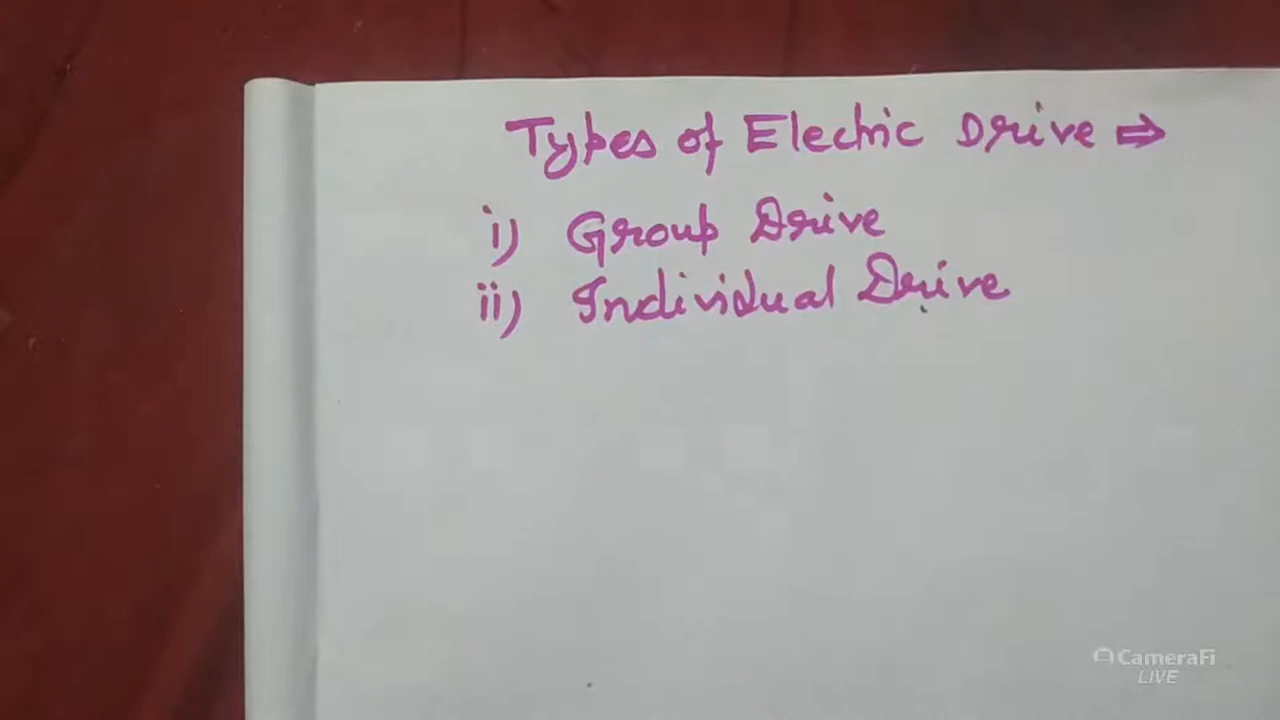 Types of Electric Drive ⇒
i) Group Drive
ii) Individual Drive
CameraFi
LIVE